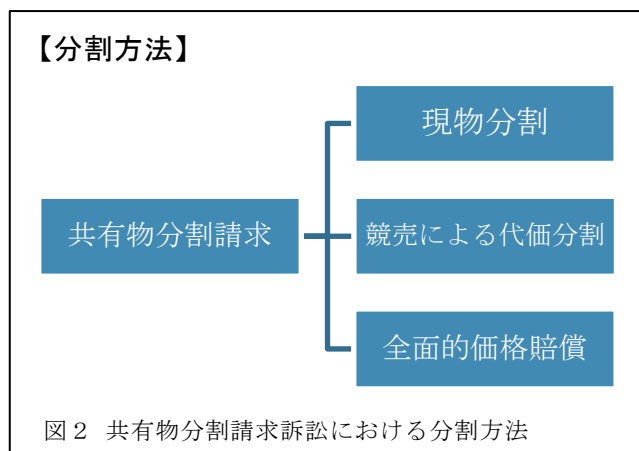 【分割方法】
現物分割
共有物分割請求
競売による代価分割
全面的価格賠償
図２ 共有物分割請求訴訟における分割方法